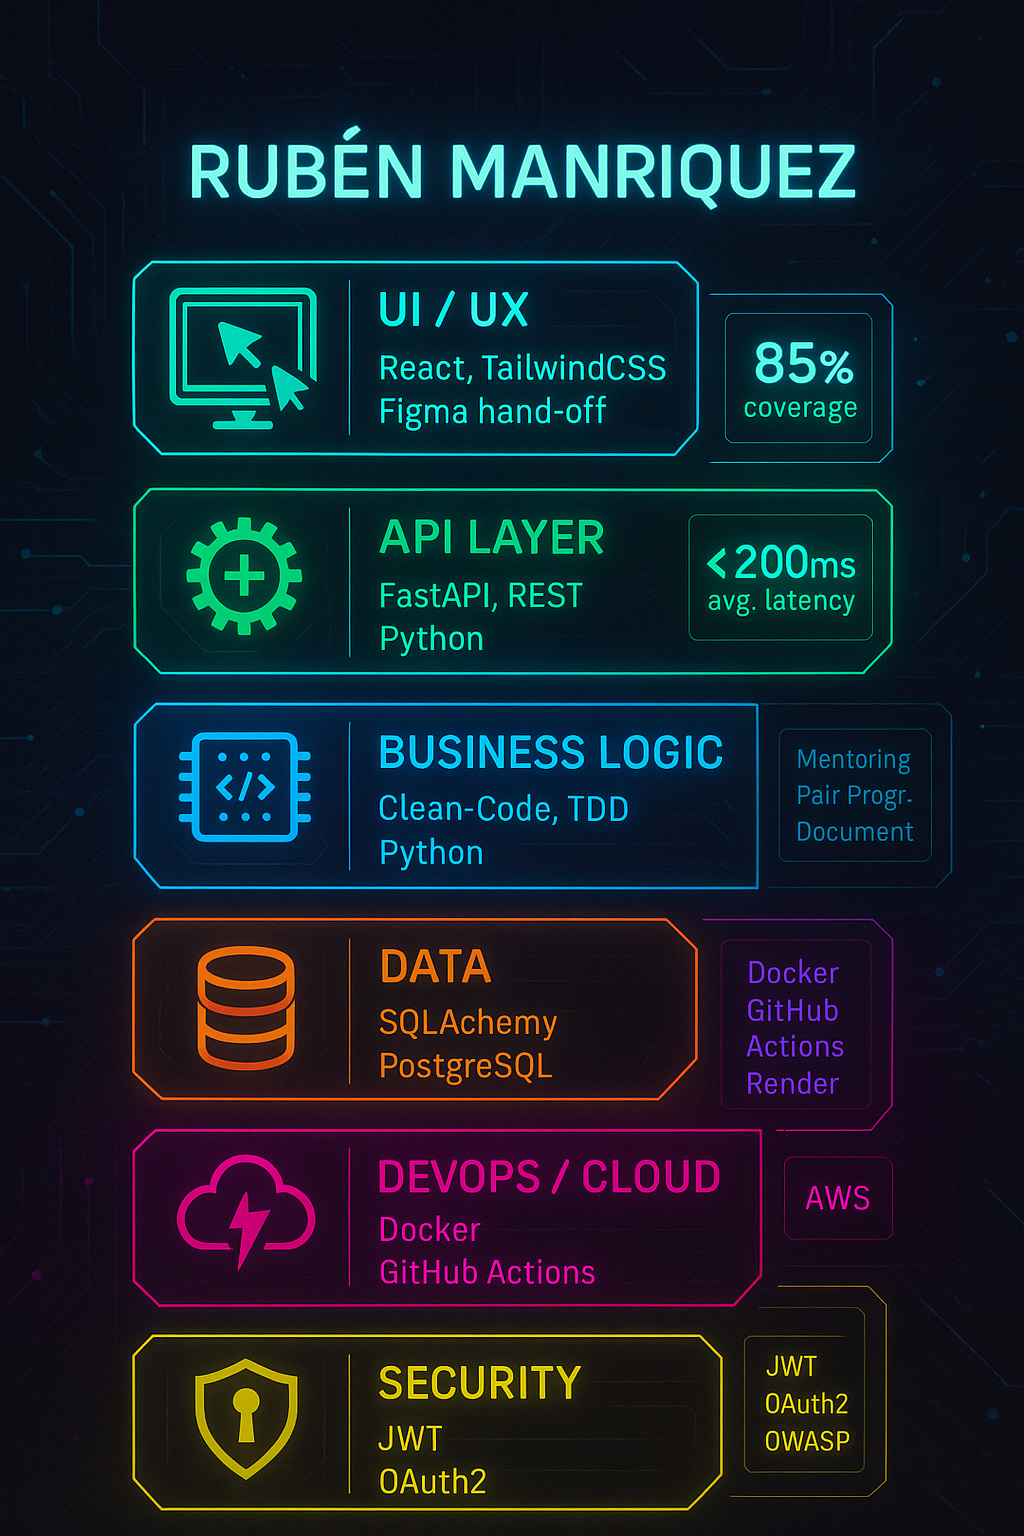 RUBÉN MANRIQUEZ
UI / UX
React, TailwindCSS
Figma hand-off
85%
coverage
API LAYER
FastAPI, REST
Python
<200ms
avg. latency
BUSINESS LOGIC
Clean-Code, TDD
Python
Mentoring
Pair Progr.
Document
DATA
SQLAchemy
PostgreSQL
Docker
GitHub
Actions
Render
DEVOPS / CLOUD
Docker
GitHub Actions
AWS
SECURITY
JWT
OAuth2
JWT
OAuth2
OWASP